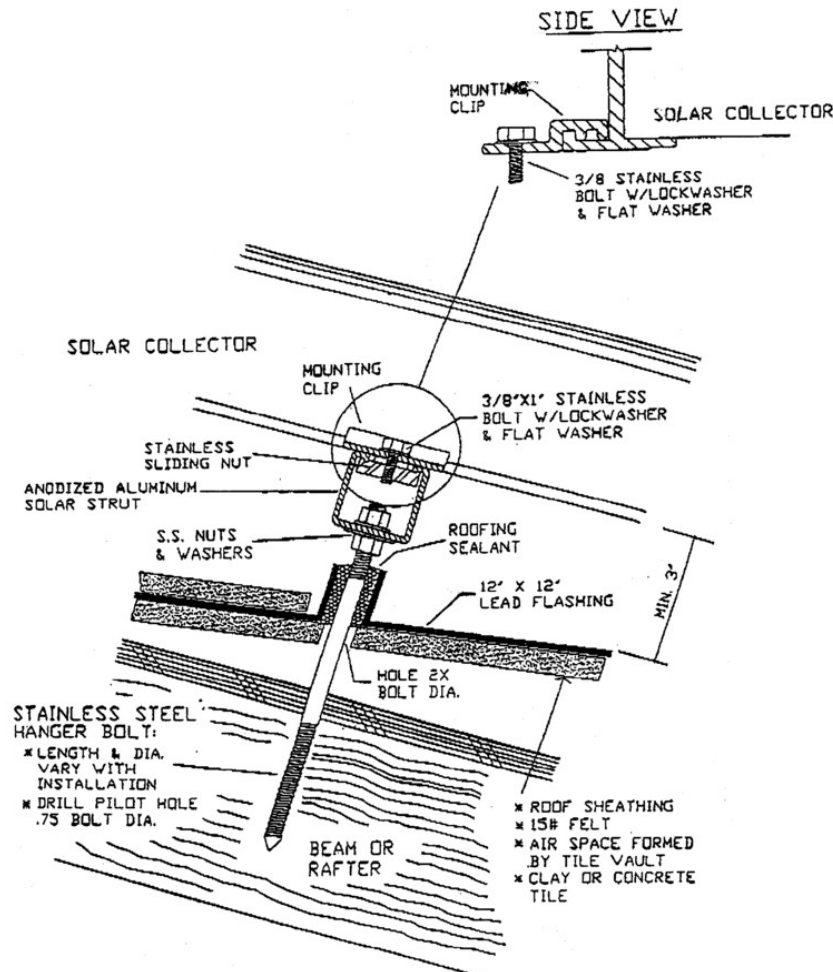 SIDE VIEW
MOUNTING
CLIP
SOLAR COLLECTOR
3/8 STAINLESS
BOLT W/LOCKWASHER
& FLAT WASHER
SOLAR COLLECTOR
MOUNTING
CLIP
3/8"X1" STAINLESS
BOLT W/LOCKWASHER
& FLAT WASHER
STAINLESS
SLIDING NUT
ANODIZED ALUMINUM
SOLAR STRUT
S.S. NUTS
& WASHERS
ROOFING
SEALANT
12" X 12"
LEAD FLASHING
MIN. 3"
HOLE 2X
BOLT DIA.
STAINLESS STEEL
HANGER BOLT:
* LENGTH & DIA.
VARY WITH
INSTALLATION
* DRILL PILOT HOLE
.75 BOLT DIA.
BEAM OR
RAFTER
* ROOF SHEATHING
* 15# FELT
* AIR SPACE FORMED
BY TILE VAULT
* CLAY OR CONCRETE
TILE